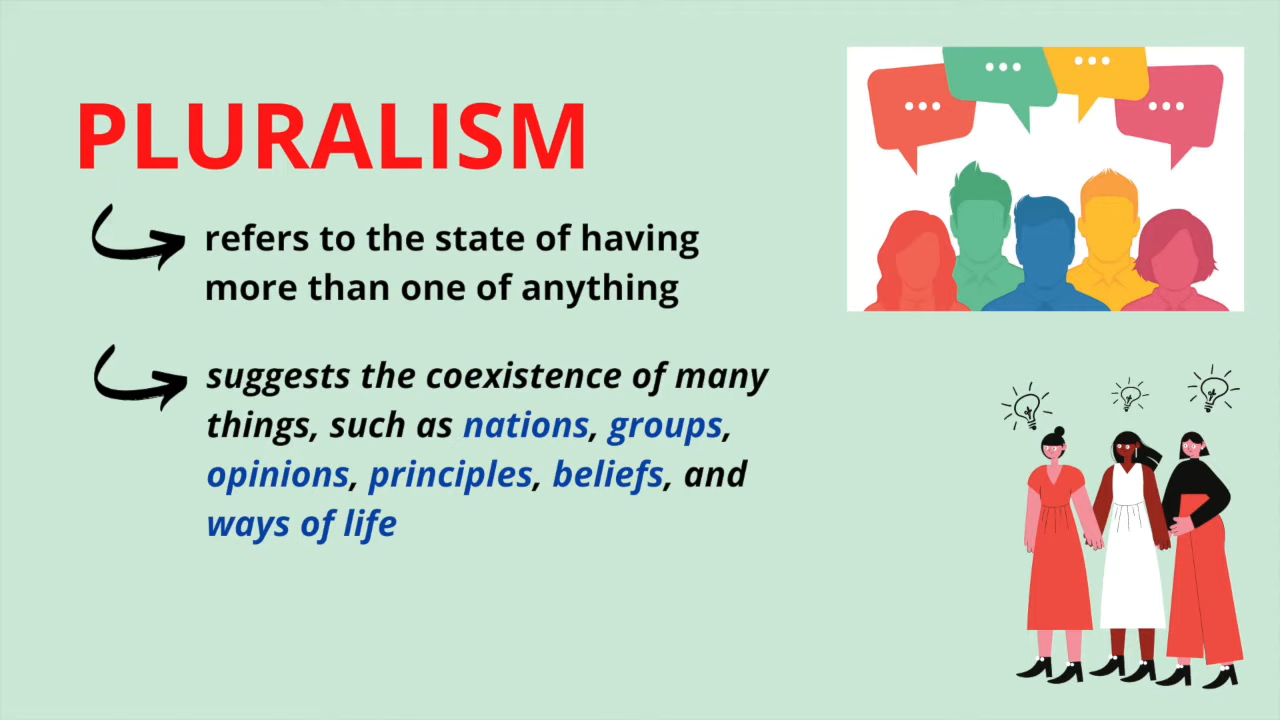 PLURALISM
refers to the state of having
more than one of anything
suggests the coexistence of many
things, such as nations, groups,
opinions, principles, beliefs, and
ways of life